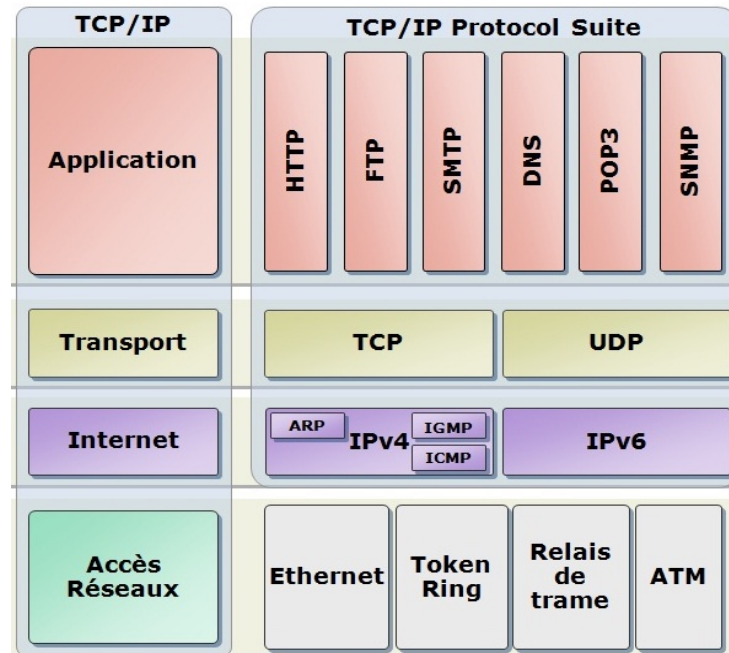 TCP/IP
TCP/IP Protocol Suite
Application
HTTP
FTP
SMTP
DNS
POP3
SNMP
Transport
TCP
UDP
Internet
ARP
IPv4
IGMP
ICMP
IPv6
Accès
Réseaux
Ethernet
Token
Ring
Relais
de
trame
ATM